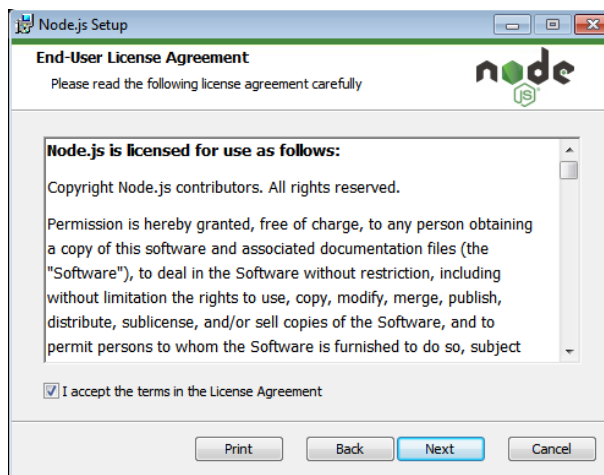 Node.js Setup
End-User License Agreement
Please read the following license agreement carefully
node
JS
Node.js is licensed for use as follows:
Copyright Node.js contributors. All rights reserved.
Permission is hereby granted, free of charge, to any person obtaining
a copy of this software and associated documentation files (the
"Software"), to deal in the Software without restriction, including
without limitation the rights to use, copy, modify, merge, publish,
distribute, sublicense, and/or sell copies of the Software, and to
permit persons to whom the Software is furnished to do so, subject
I accept the terms in the License Agreement
Print Back Next Cancel